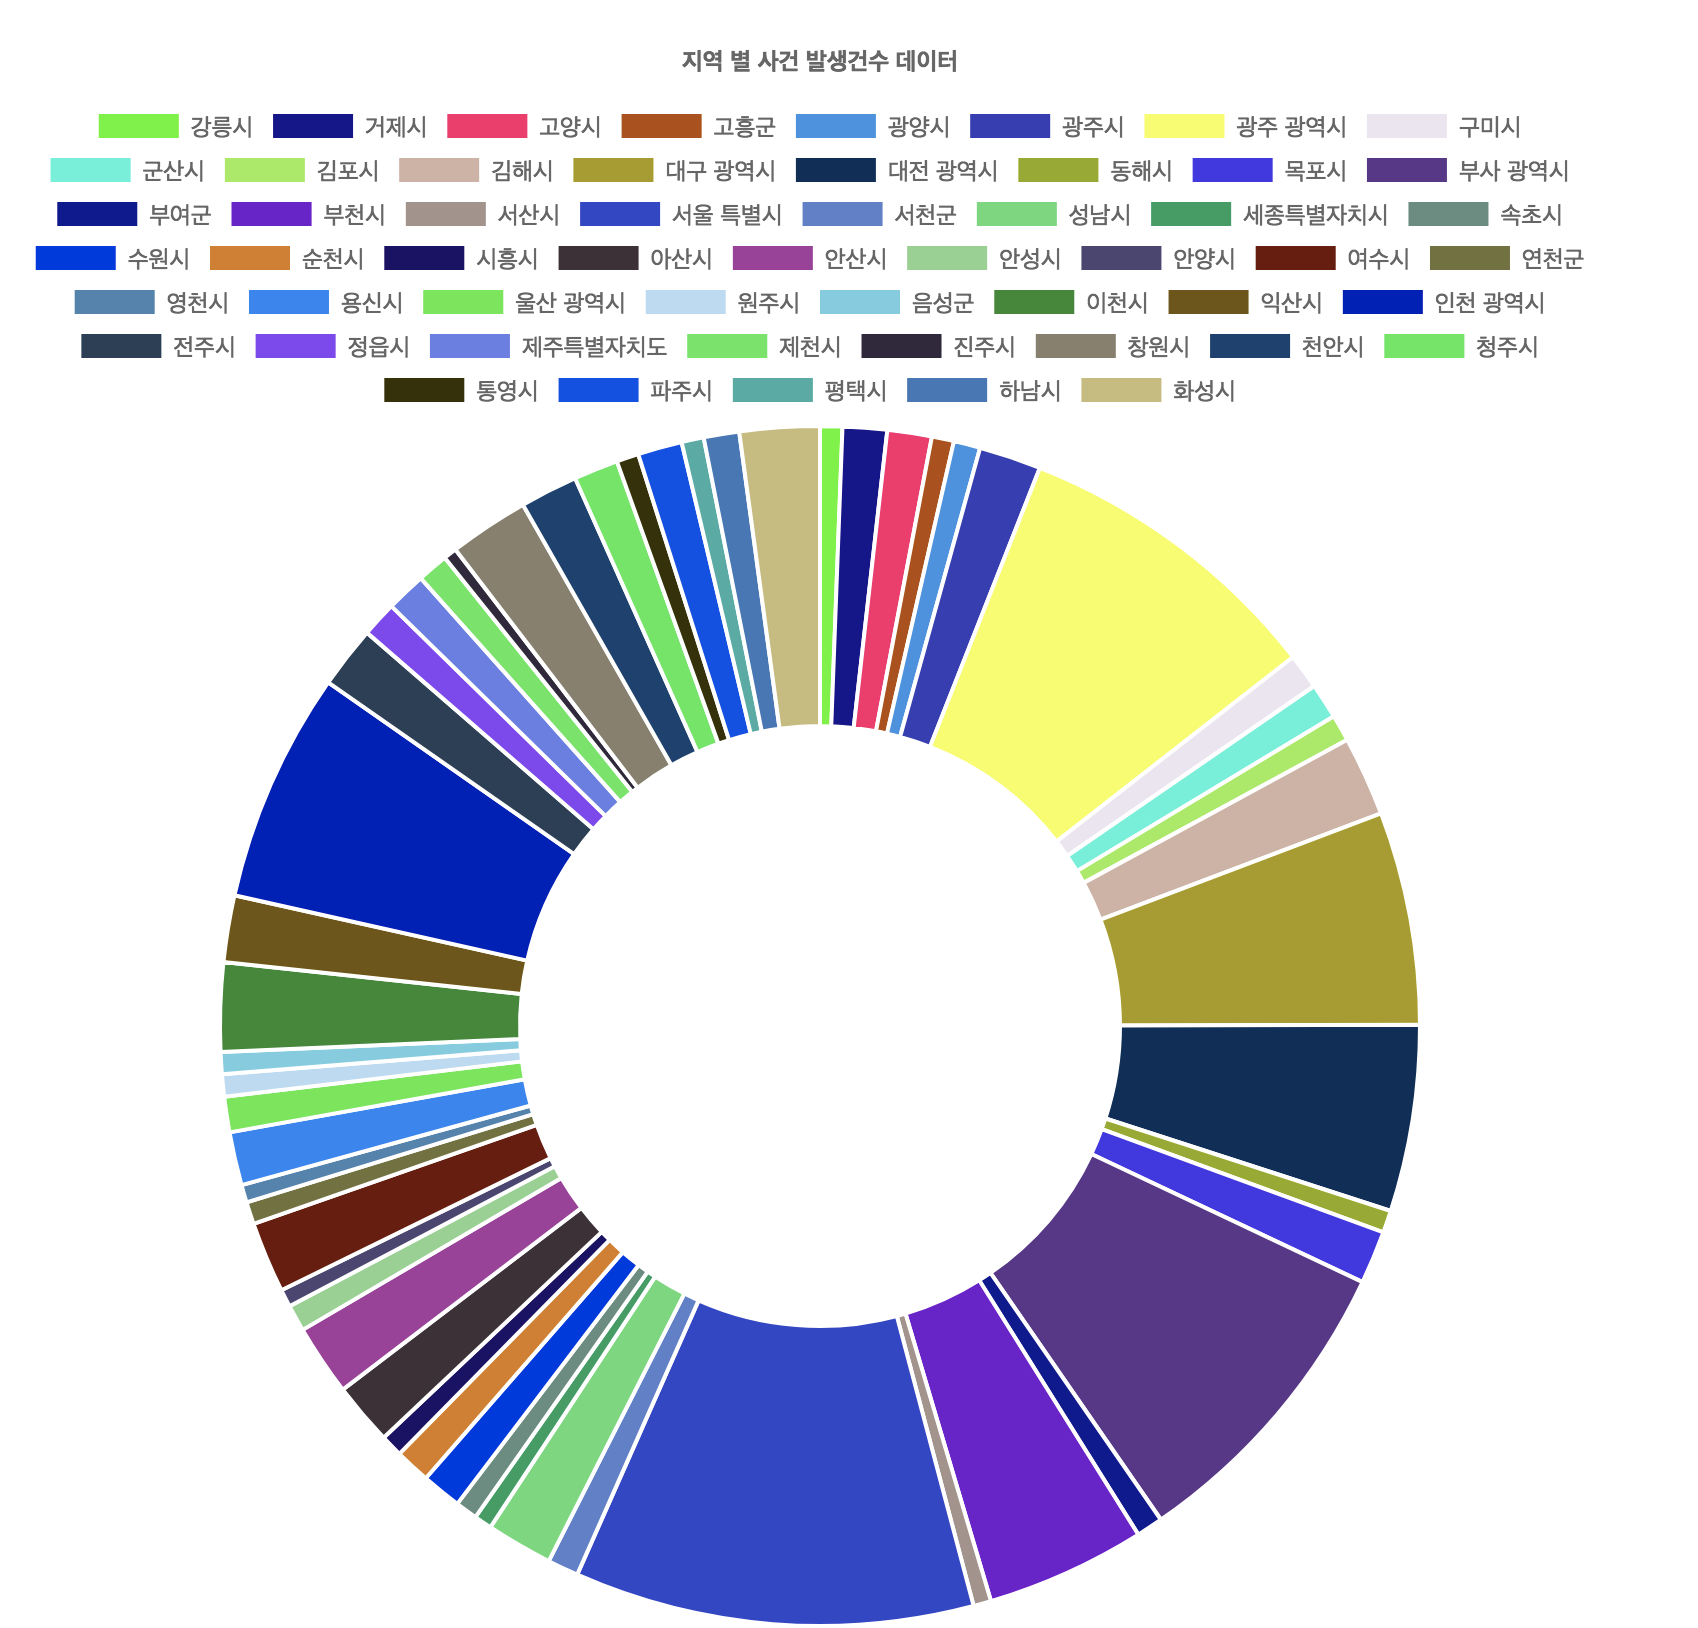 지역 별 사건 발생건수 데이터
강릉시 거제시 고양시 고흥군 광양시 광주시 광주 광역시 구미시
군산시 김포시 김해시 대구 광역시 대전 광역시 동해시 목포시 부사 광역시
부여군 부천시 서산시 서울 특별시 서천군 성남시 세종특별자치시 속초시
수원시 순천시 시흥시 아산시 안산시 안성시 안양시 여수시 연천군
영천시 용신시 울산 광역시 원주시 음성군 이천시 익산시 인천 광역시
전주시 정읍시 제주특별자치도 제천시 진주시 창원시 천안시 청주시
통영시 파주시 평택시 하남시 화성시